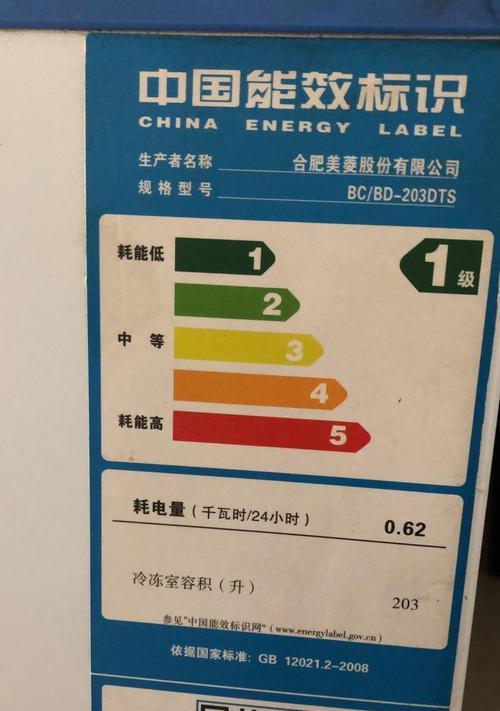 中国能效标识
CHINA ENERGY LABEL
生产者名称 合肥美菱股份有限公司
规格型号 BC/BD-203DTS
耗能低 1 1级
2
中等 3
4
耗能高 5
耗电量（千瓦时/24小时） 0.62
冷冻室容积（升） 203
参见"中国能效标识网"（www.energylabel.gov.cn）
依据国家标准: GB 12021.2-2008